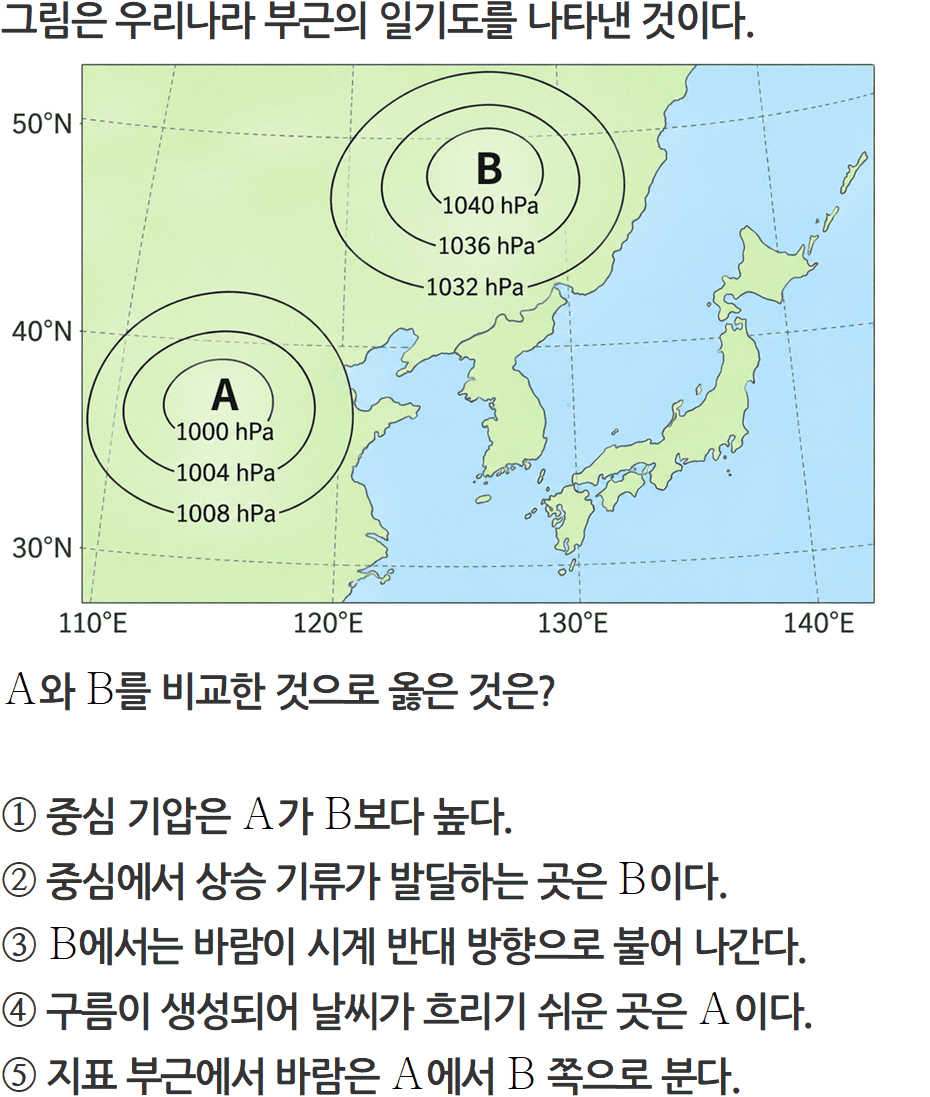 그림은 우리나라 부근의 일기도를 나타낸 것이다.
50°N
B
1040 hPa
1036 hPa
1032 hPa
40°N
A
1000 hPa
1004 hPa
1008 hPa
30°N
110°E 120°E 130°E 140°E
A와 B를 비교한 것으로 옳은 것은?
① 중심 기압은 A가 B보다 높다.
② 중심에서 상승 기류가 발달하는 곳은 B이다.
③ B에서는 바람이 시계 반대 방향으로 불어 나간다.
④ 구름이 생성되어 날씨가 흐리기 쉬운 곳은 A이다.
⑤ 지표 부근에서 바람은 A에서 B 쪽으로 분다.